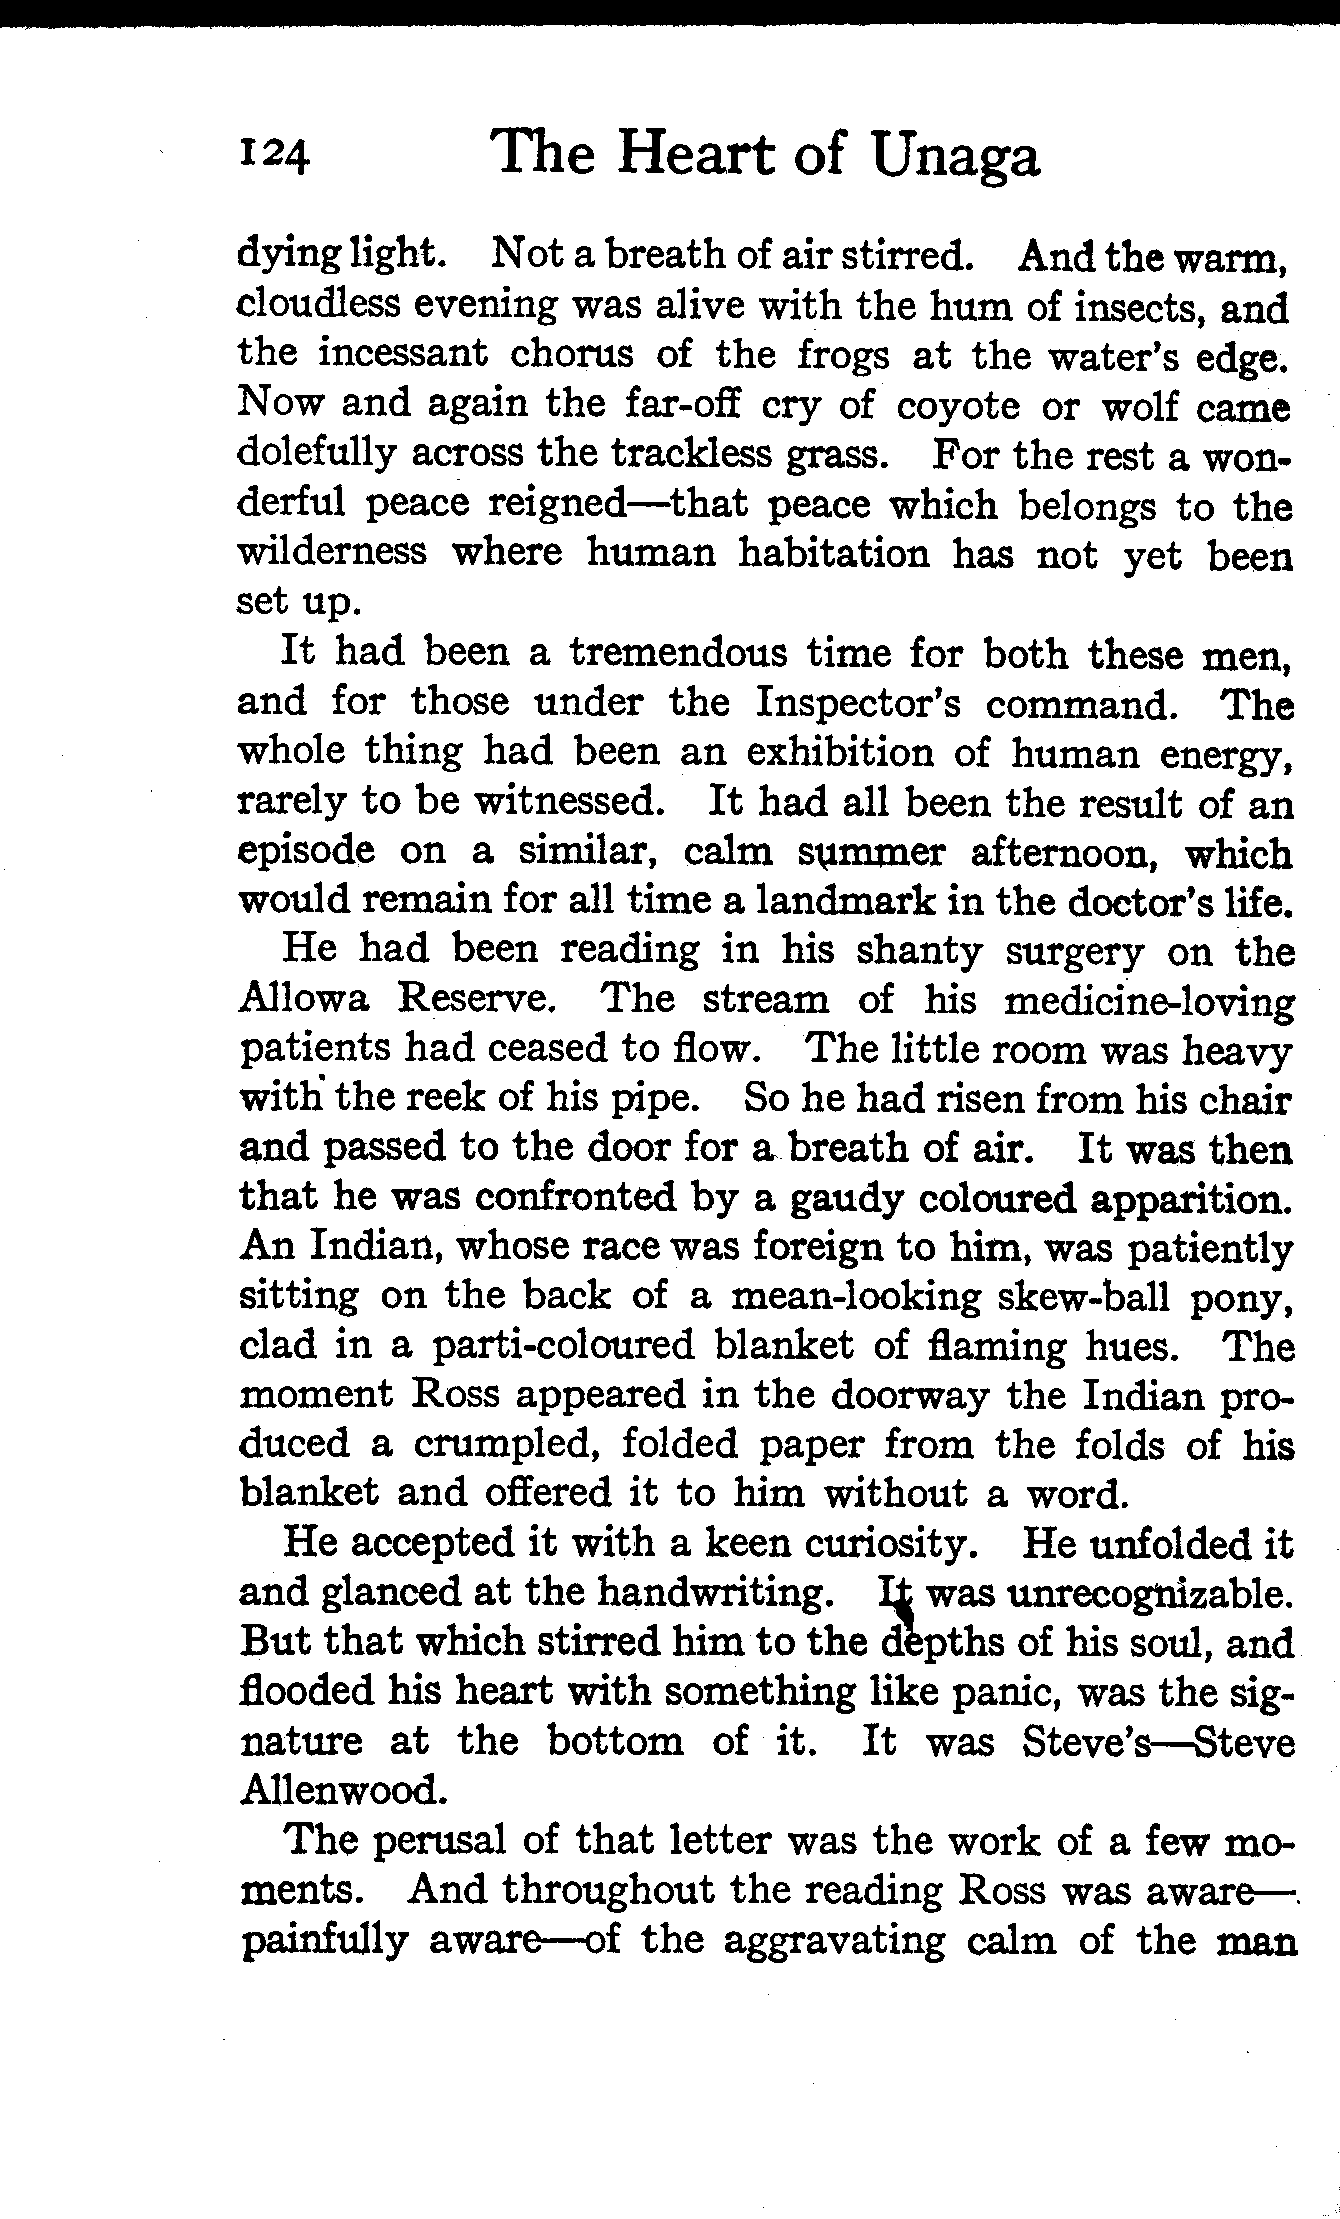 124 The Heart of Unaga
dying light. Not a breath of air stirred. And the warm,
cloudless evening was alive with the hum of insects, and
the incessant chorus of the frogs at the water's edge.
Now and again the far-off cry of coyote or wolf came
dolefully across the trackless grass. For the rest a won-
derful peace reigned—that peace which belongs to the
wilderness where human habitation has not yet been
set up.
It had been a tremendous time for both these men,
and for those under the Inspector's command. The
whole thing had been an exhibition of human energy,
rarely to be witnessed. It had all been the result of an
episode on a similar, calm summer afternoon, which
would remain for all time a landmark in the doctor's life.
He had been reading in his shanty surgery on the
Allowa Reserve. The stream of his medicine-loving
patients had ceased to flow. The little room was heavy
with the reek of his pipe. So he had risen from his chair
and passed to the door for a breath of air. It was then
that he was confronted by a gaudy coloured apparition.
An Indian, whose race was foreign to him, was patiently
sitting on the back of a mean-looking skew-ball pony,
clad in a parti-coloured blanket of flaming hues. The
moment Ross appeared in the doorway the Indian pro-
duced a crumpled, folded paper from the folds of his
blanket and offered it to him without a word.
He accepted it with a keen curiosity. He unfolded it
and glanced at the handwriting. It was unrecognizable.
But that which stirred him to the depths of his soul, and
flooded his heart with something like panic, was the sig-
nature at the bottom of it. It was Steve's—Steve
Allenwood.
The perusal of that letter was the work of a few mo-
ments. And throughout the reading Ross was aware—
painfully aware—of the aggravating calm of the man